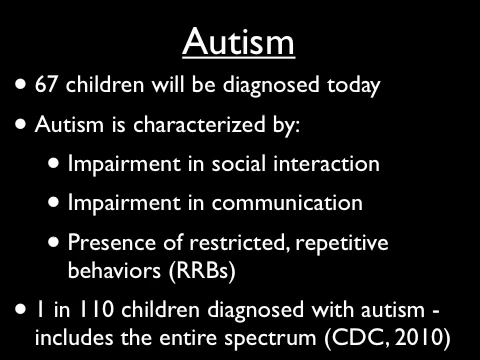 Autism
• 67 children will be diagnosed today
• Autism is characterized by:
• Impairment in social interaction
• Impairment in communication
• Presence of restricted, repetitive
behaviors (RRBs)
• 1 in 110 children diagnosed with autism -
includes the entire spectrum (CDC, 2010)